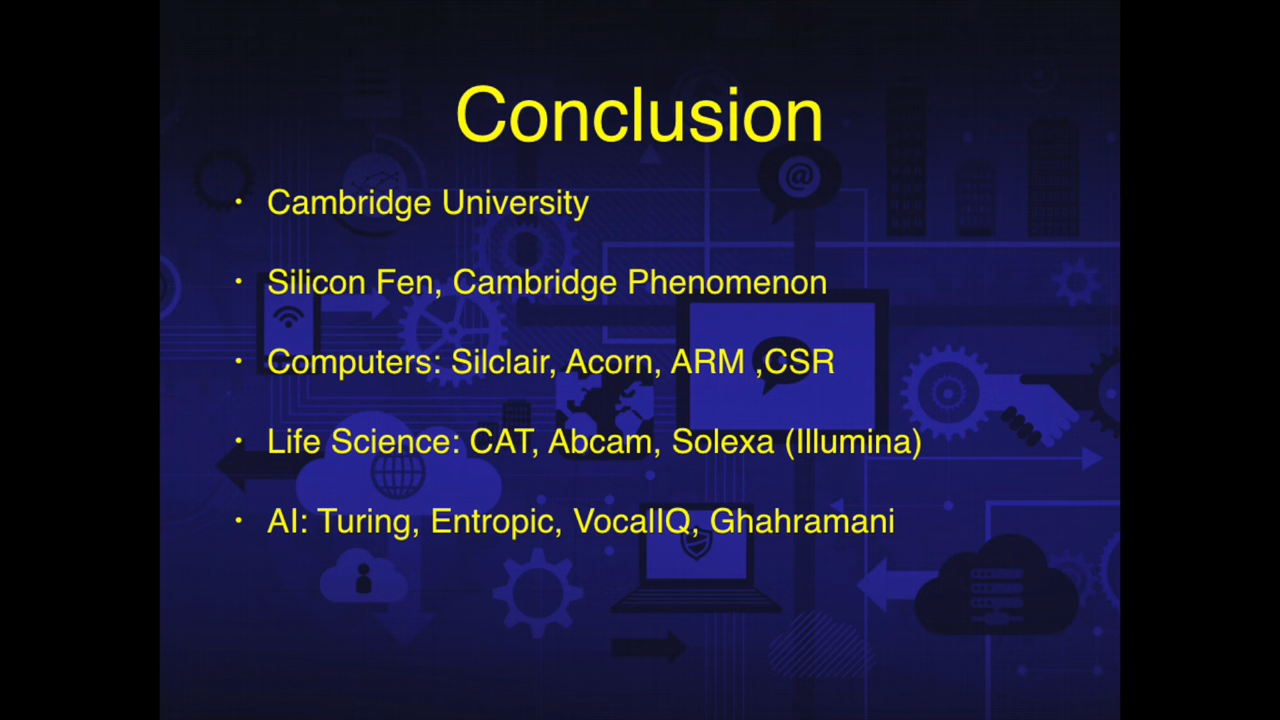 Conclusion
• Cambridge University
• Silicon Fen, Cambridge Phenomenon
• Computers: Silclair, Acorn, ARM ,CSR
• Life Science: CAT, Abcam, Solexa (Illumina)
• AI: Turing, Entropic, VocalIQ, Ghahramani